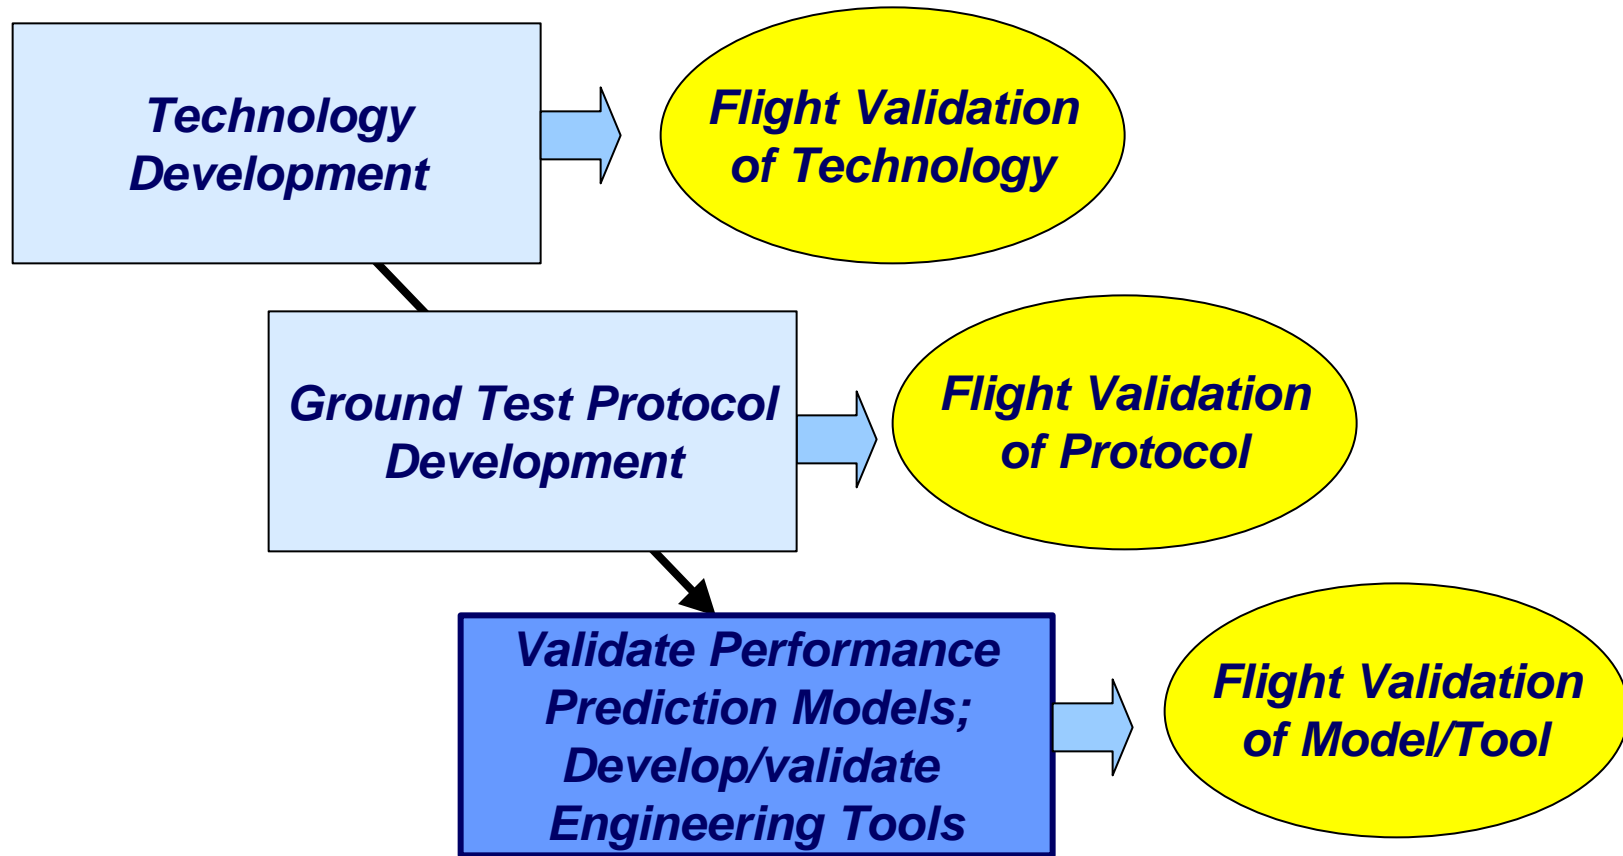 Technology
Development
Flight Validation
of Technology
Ground Test Protocol
Development
Flight Validation
of Protocol
Validate Performance
Prediction Models;
Develop/validate
Engineering Tools
Flight Validation
of Model/Tool